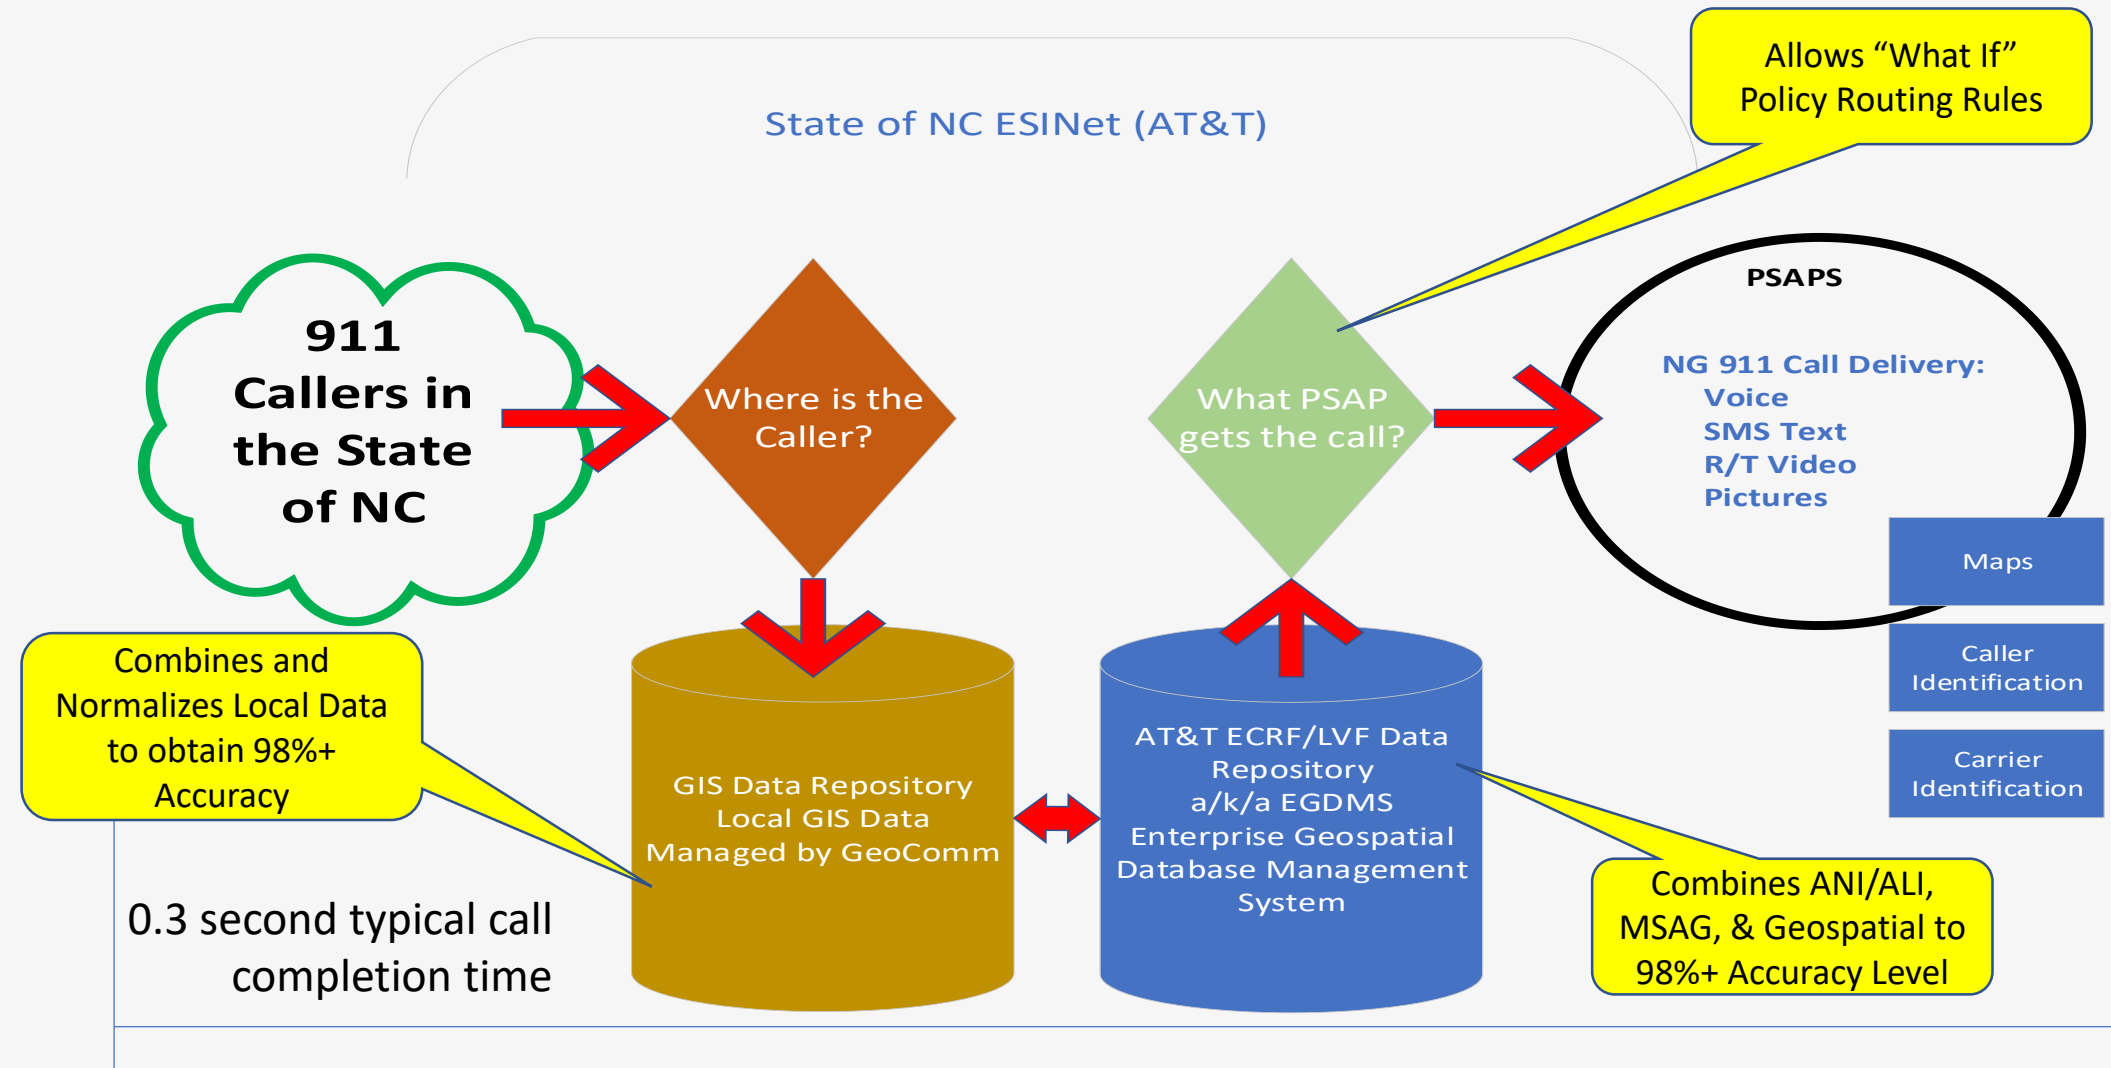 State of NC ESINet (AT&T)
Allows “What If”
Policy Routing Rules
911
Callers in
the State
of NC
Where is the
Caller?
What PSAP
gets the call?
PSAPS
NG 911 Call Delivery:
Voice
SMS Text
R/T Video
Pictures
Maps
Caller
Identification
Carrier
Identification
Combines and
Normalizes Local Data
to obtain 98%+
Accuracy
GIS Data Repository
Local GIS Data
Managed by GeoComm
AT&T ECRF/LVF Data
Repository
a/k/a EGDMS
Enterprise Geospatial
Database Management
System
Combines ANI/ALI,
MSAG, & Geospatial to
98%+ Accuracy Level
0.3 second typical call
completion time